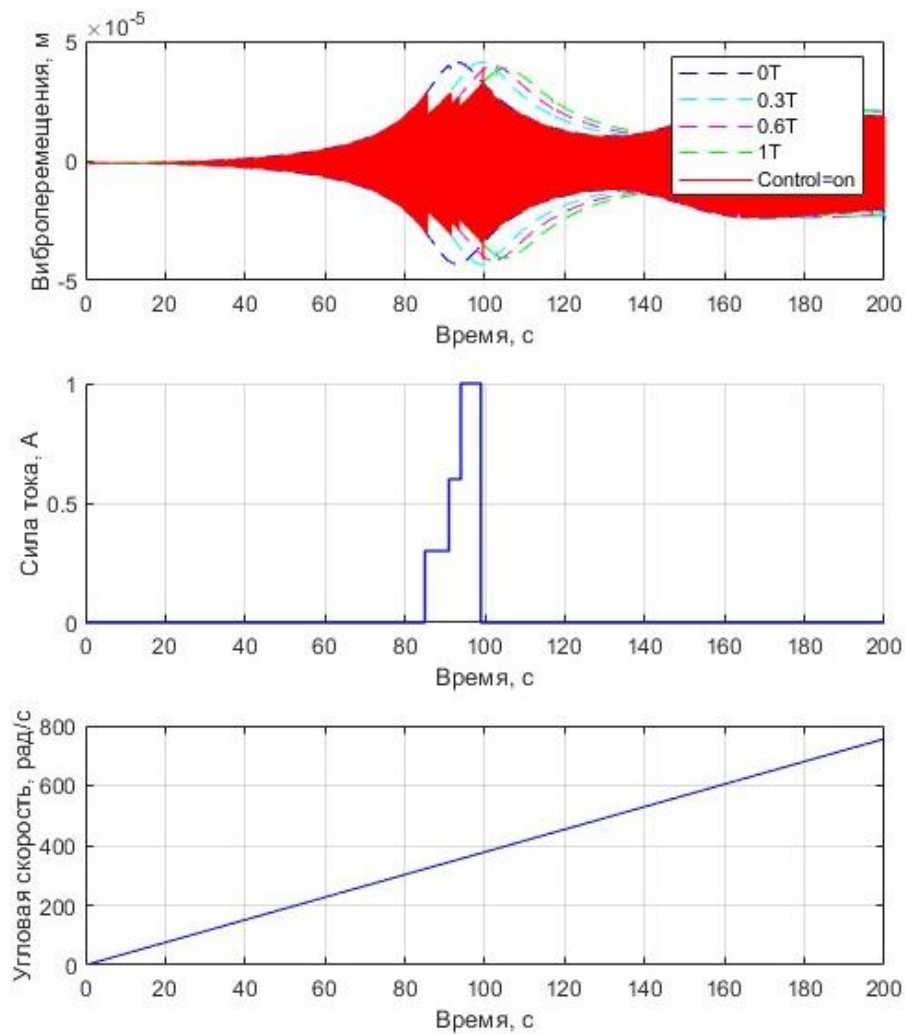 ×10⁻⁵
5
0
-5
Виброперемещения, м
0T
0.3T
0.6T
1T
Control=on
0 20 40 60 80 100 120 140 160 180 200
Время, с
1
0.5
0
Сила тока, А
0 20 40 60 80 100 120 140 160 180 200
Время, с
800
600
400
200
0
Угловая скорость, рад/с
0 20 40 60 80 100 120 140 160 180 200
Время, с